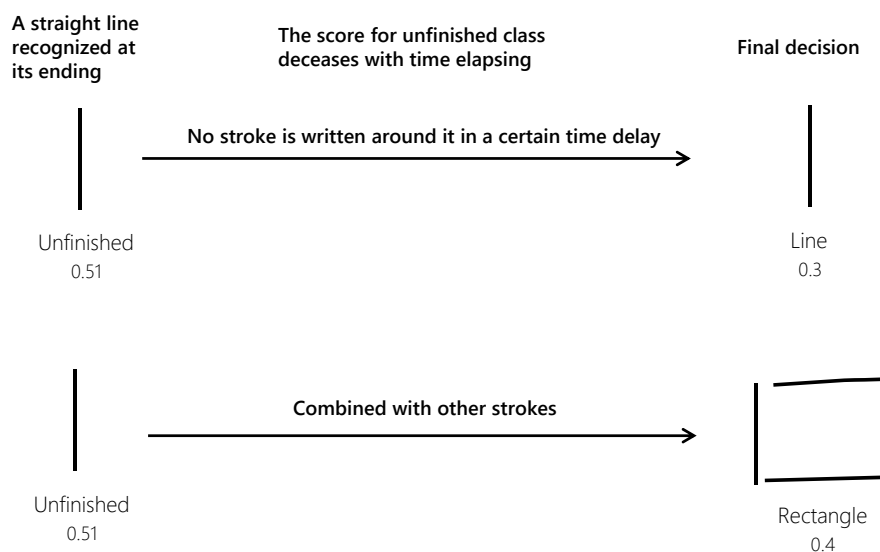 A straight line
recognized at
its ending
The score for unfinished class
deceases with time elapsing
Final decision
No stroke is written around it in a certain time delay
Unfinished
0.51
Line
0.3
Combined with other strokes
Unfinished
0.51
Rectangle
0.4